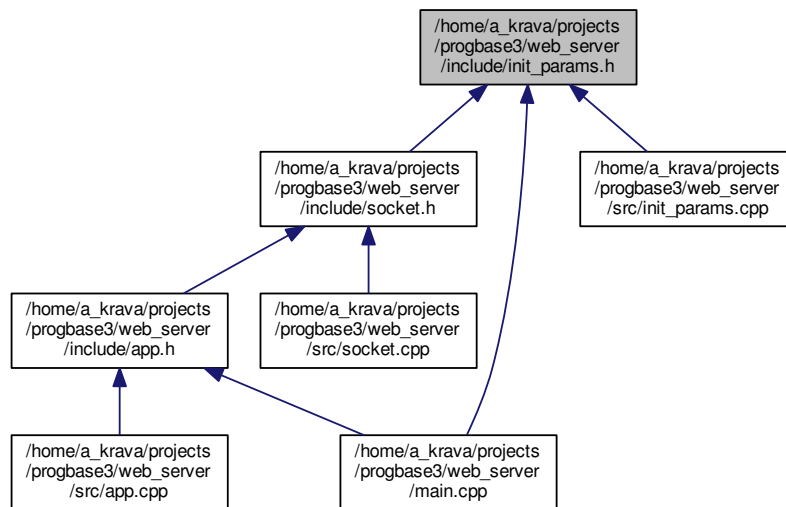 /home/a_krava/projects
/progbase3/web_server
/include/init_params.h
/home/a_krava/projects
/progbase3/web_server
/include/socket.h
/home/a_krava/projects
/progbase3/web_server
/src/init_params.cpp
/home/a_krava/projects
/progbase3/web_server
/include/app.h
/home/a_krava/projects
/progbase3/web_server
/src/socket.cpp
/home/a_krava/projects
/progbase3/web_server
/src/app.cpp
/home/a_krava/projects
/progbase3/web_server
/main.cpp